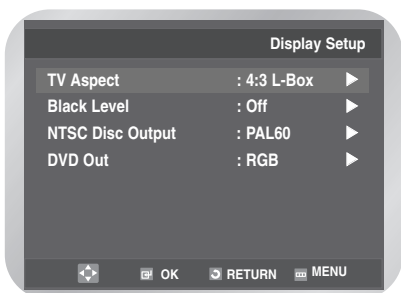 Display Setup
TV Aspect : 4:3 L-Box ▶
Black Level : Off ▶
NTSC Disc Output : PAL60 ▶
DVD Out : RGB ▶
OK RETURN MENU